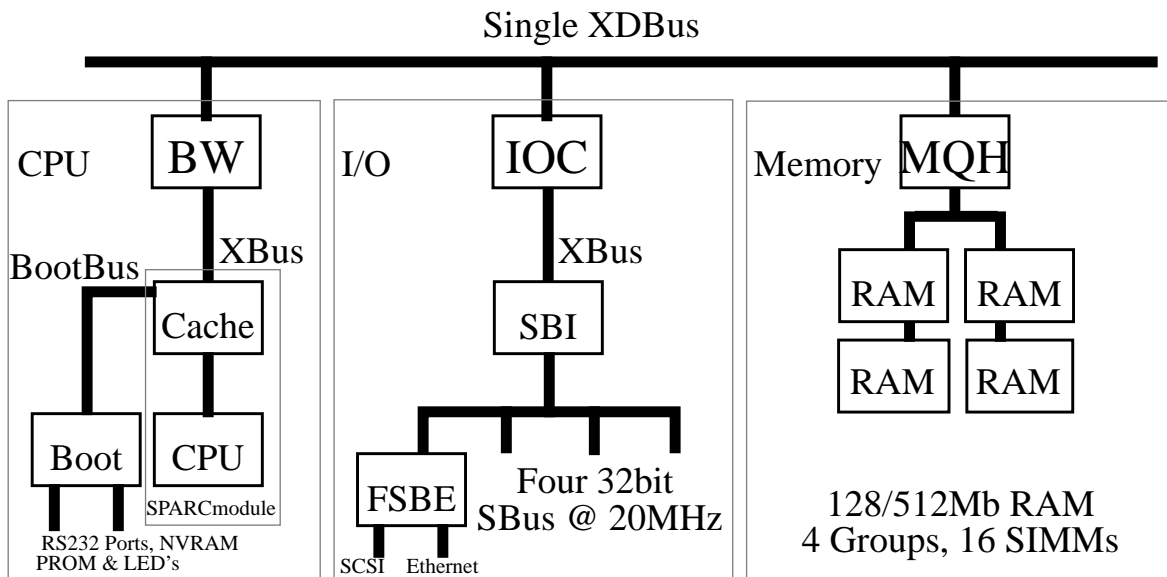 Single XDBus
CPU
BW
I/O
IOC
Memory
MQH
BootBus
XBus
XBus
Cache
SBI
RAM
RAM
RAM
RAM
Boot
CPU
SPARCmodule
FSBE
Four 32bit
SBus @ 20MHz
RS232 Ports, NVRAM
PROM & LED's
SCSI
Ethernet
128/512Mb RAM
4 Groups, 16 SIMMs